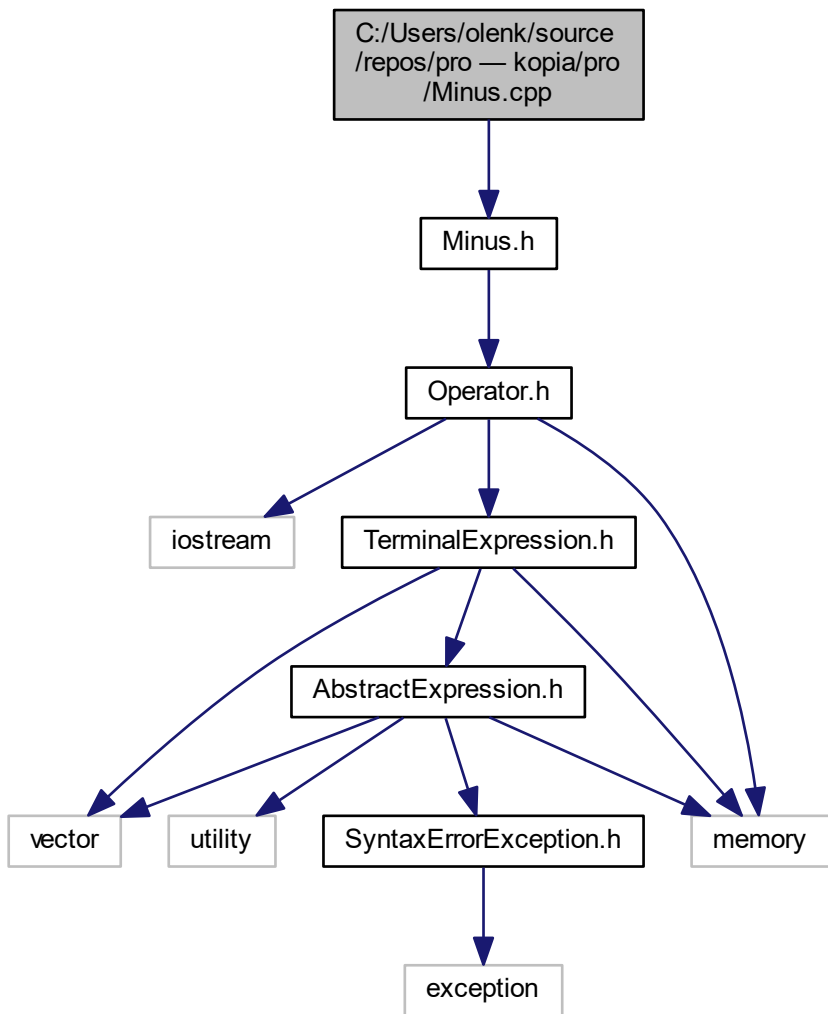 C:/Users/olenk/source
/repos/pro — kopia/pro
/Minus.cpp
Minus.h
Operator.h
iostream
TerminalExpression.h
AbstractExpression.h
vector
utility
SyntaxErrorException.h
memory
exception